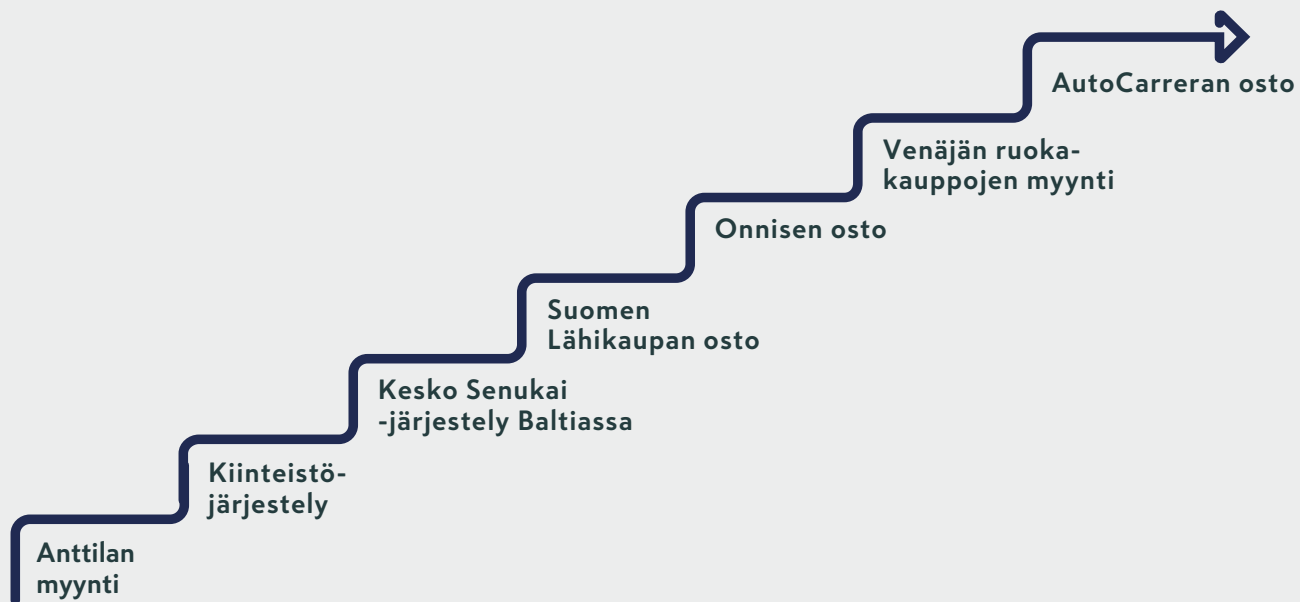 AutoCarreran osto
Venäjän ruoka-
kauppojen myynti
Onnisen osto
Suomen
Lähikaupan osto
Kesko Senukai
-järjestely Baltiassa
Kiinteistö-
järjestely
Anttilan
myynti